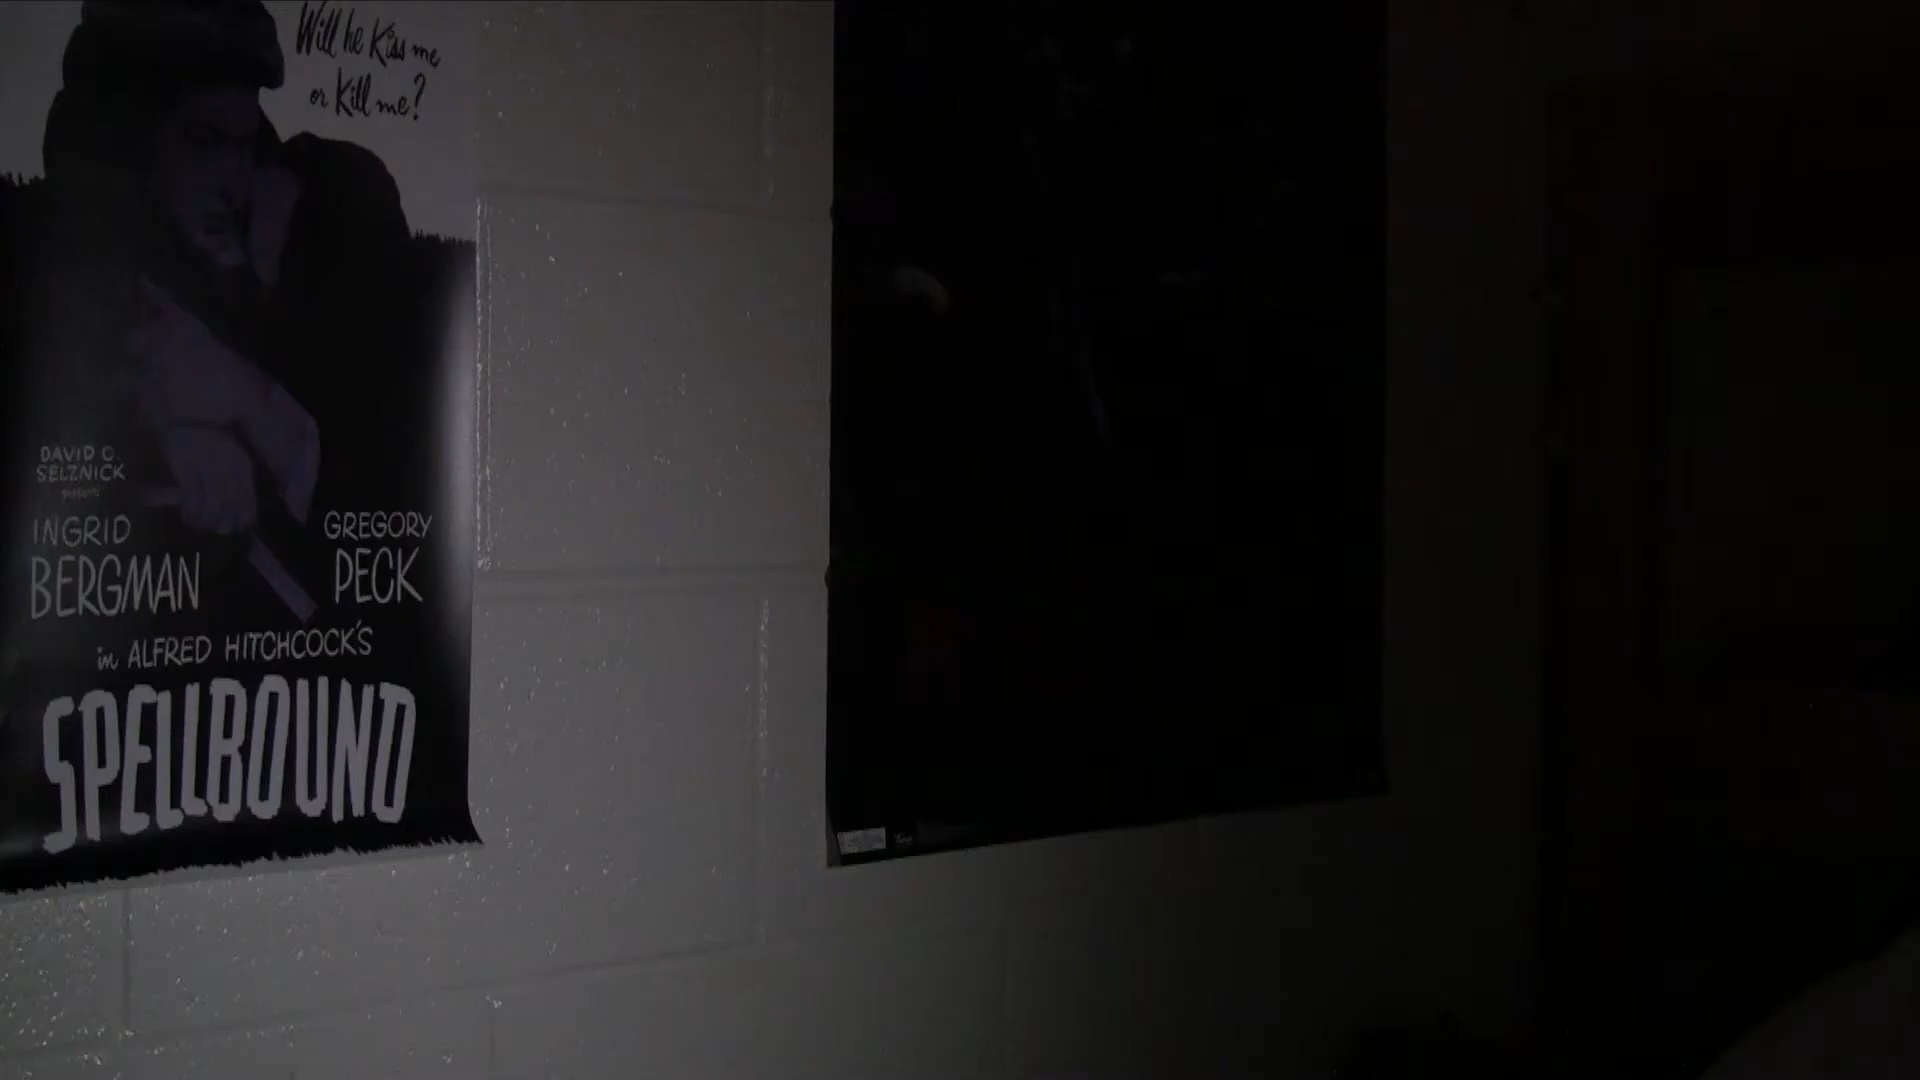 Will he Kiss me
or Kill me?
DAVID O.
SELZNICK
presents
INGRID
BERGMAN
GREGORY
PECK
in ALFRED HITCHCOCK'S
SPELLBOUND